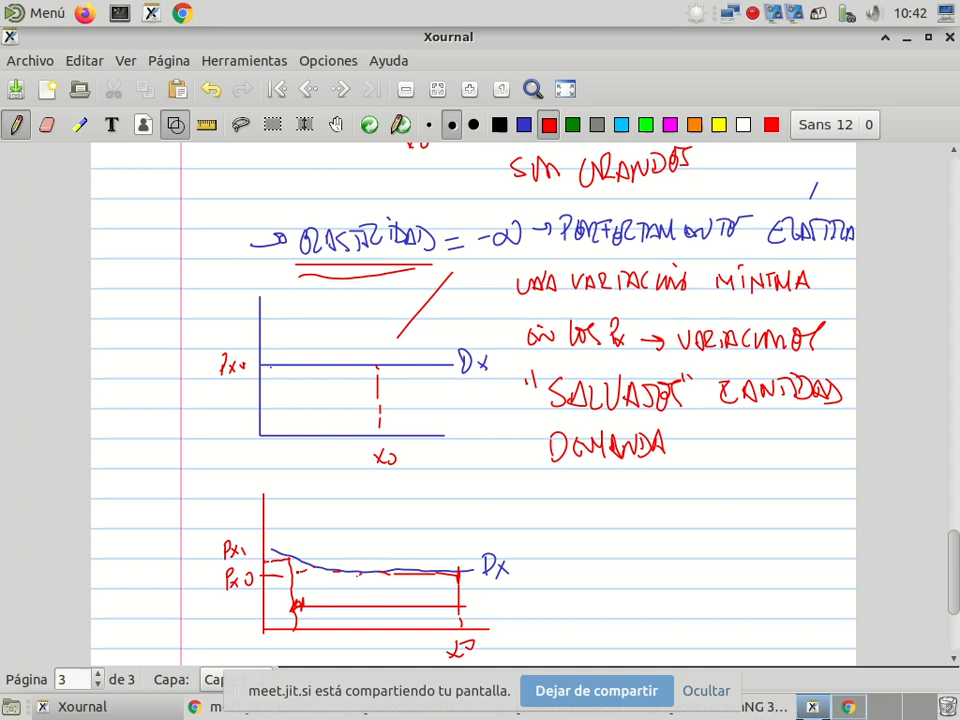 Menú
10:42
Xournal
Archivo Editar Ver Página Herramientas Opciones Ayuda
Sans 12 0
X0
SON GRANDES
→ ELASTICIDAD = -∞ → PERFECTAMENTE ELASTICA
UNA VARIACIÓN MÍNIMA
EN LOS Px → VARIACIONES
"SALVAJES" CANTIDAD
DEMANDA
Px0
Dx
X0
Px1
Px0
Dx
X0
Página 3 de 3 Capa:
meet.jit.si está compartiendo tu pantalla. Dejar de compartir Ocultar
Xournal